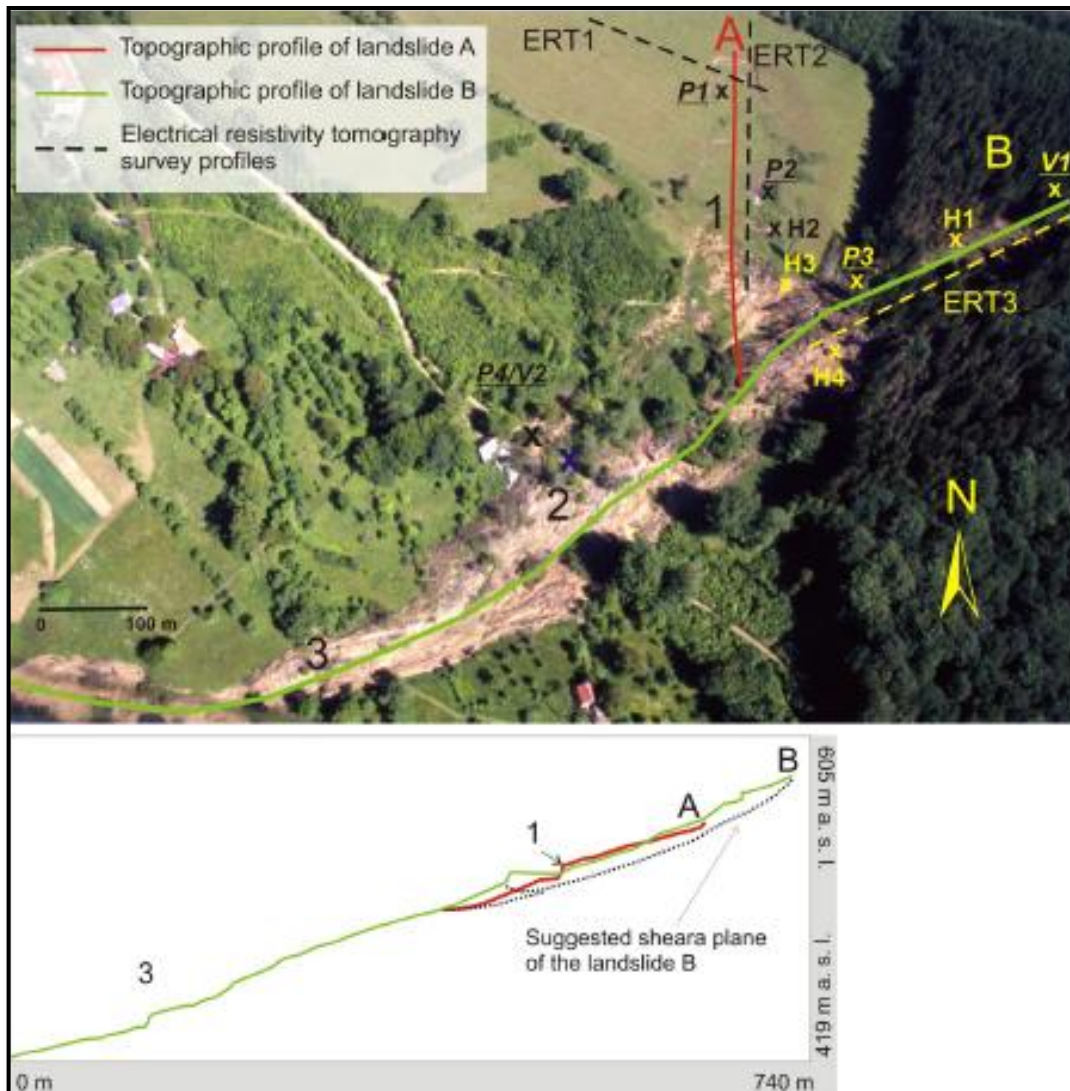 Topographic profile of landslide A
Topographic profile of landslide B
Electrical resistivity tomography
survey profiles
ERT1
A
ERT2
P1 x
P2
x
1
x H2
H3
x
B
V1
x
H1
x
P3
x
ERT3
x
H4
P4/V2
x
x
2
N
0 100 m
3
B
A
1
3
Suggested sheara plane
of the landslide B
605 m a. s. l.
419 m a. s. l.
0 m 740 m